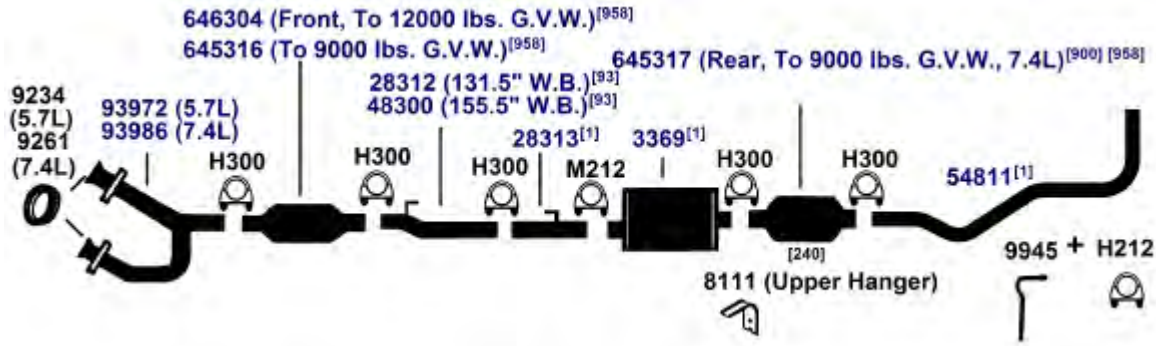 646304 (Front, To 12000 lbs. G.V.W.)[958]
645316 (To 9000 lbs. G.V.W.)[958]
645317 (Rear, To 9000 lbs. G.V.W., 7.4L)[900] [958]
28312 (131.5" W.B.)[93]
48300 (155.5" W.B.)[93]
9234
(5.7L)
9261
(7.4L)
93972 (5.7L)
93986 (7.4L)
28313[1]
3369[1]
H300
H300
H300
M212
H300
H300
54811[1]
[240]
8111 (Upper Hanger)
9945 + H212